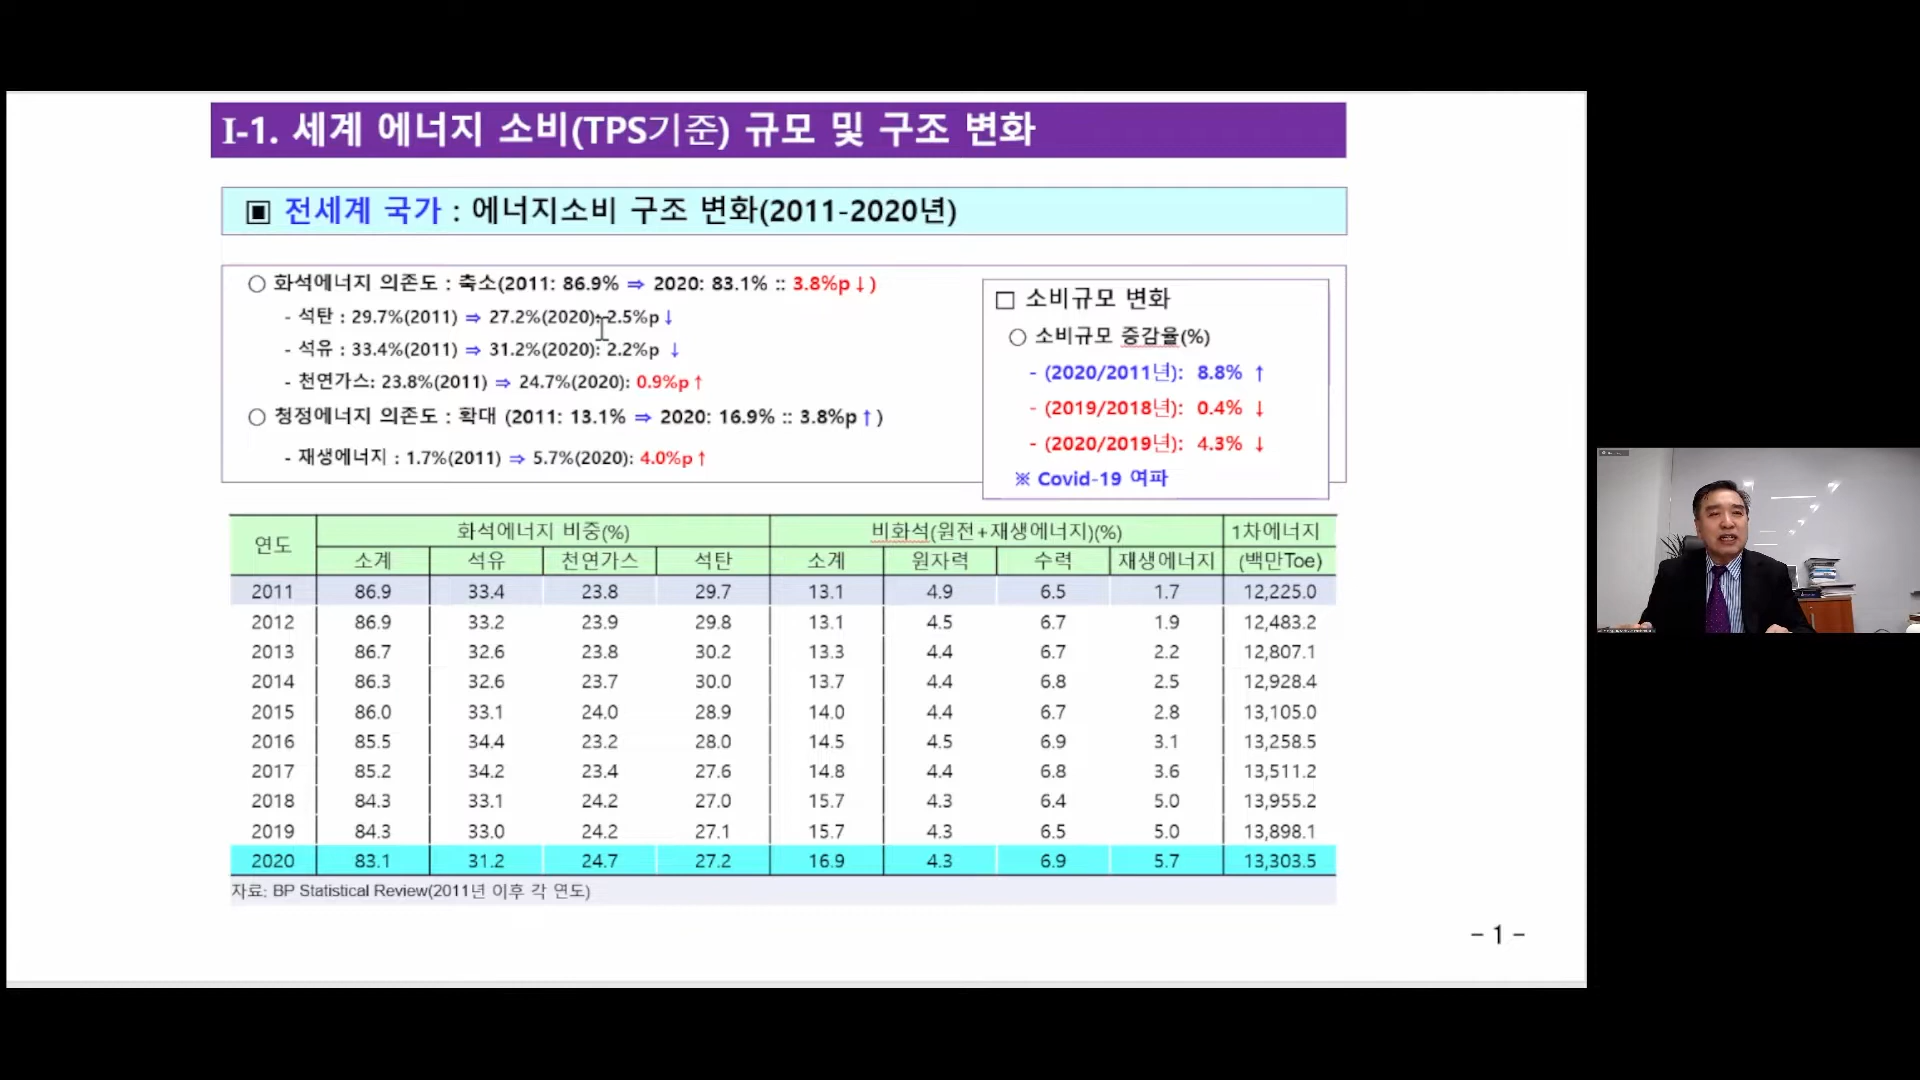 I-1. 세계 에너지 소비(TPS기준) 규모 및 구조 변화
▣ 전세계 국가 : 에너지소비 구조 변화(2011-2020년)
○ 화석에너지 의존도 : 축소(2011: 86.9% ⇒ 2020: 83.1% :: 3.8%p↓)
- 석탄 : 29.7%(2011) ⇒ 27.2%(2020): 2.5%p↓
- 석유 : 33.4%(2011) ⇒ 31.2%(2020): 2.2%p ↓
- 천연가스: 23.8%(2011) ⇒ 24.7%(2020): 0.9%p↑
○ 청정에너지 의존도 : 확대 (2011: 13.1% ⇒ 2020: 16.9% :: 3.8%p↑)
- 재생에너지 : 1.7%(2011) ⇒ 5.7%(2020): 4.0%p↑
□ 소비규모 변화
○ 소비규모 증감율(%)
- (2020/2011년): 8.8% ↑
- (2019/2018년): 0.4% ↓
- (2020/2019년): 4.3% ↓
※ Covid-19 여파
연도 화석에너지 비중(%) 비화석(원전+재생에너지)(%) 1차에너지
소계 석유 천연가스 석탄 소계 원자력 수력 재생에너지 (백만Toe)
2011 86.9 33.4 23.8 29.7 13.1 4.9 6.5 1.7 12,225.0
2012 86.9 33.2 23.9 29.8 13.1 4.5 6.7 1.9 12,483.2
2013 86.7 32.6 23.8 30.2 13.3 4.4 6.7 2.2 12,807.1
2014 86.3 32.6 23.7 30.0 13.7 4.4 6.8 2.5 12,928.4
2015 86.0 33.1 24.0 28.9 14.0 4.4 6.7 2.8 13,105.0
2016 85.5 34.4 23.2 28.0 14.5 4.5 6.9 3.1 13,258.5
2017 85.2 34.2 23.4 27.6 14.8 4.4 6.8 3.6 13,511.2
2018 84.3 33.1 24.2 27.0 15.7 4.3 6.4 5.0 13,955.2
2019 84.3 33.0 24.2 27.1 15.7 4.3 6.5 5.0 13,898.1
2020 83.1 31.2 24.7 27.2 16.9 4.3 6.9 5.7 13,303.5
자료: BP Statistical Review(2011년 이후 각 연도)
- 1 -